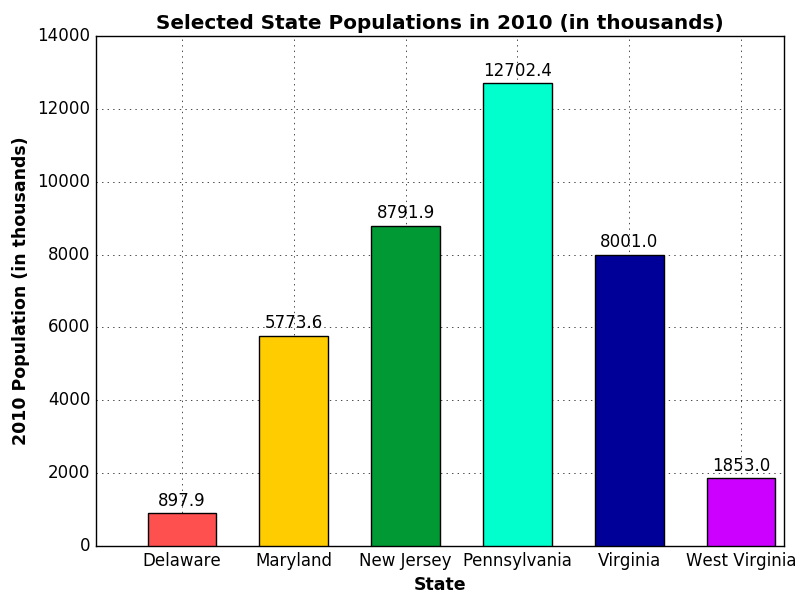 Selected State Populations in 2010 (in thousands)
2010 Population (in thousands)
14000
12000
10000
8000
6000
4000
2000
0
897.9
5773.6
8791.9
12702.4
8001.0
1853.0
Delaware
Maryland
New Jersey
Pennsylvania
Virginia
West Virginia
State